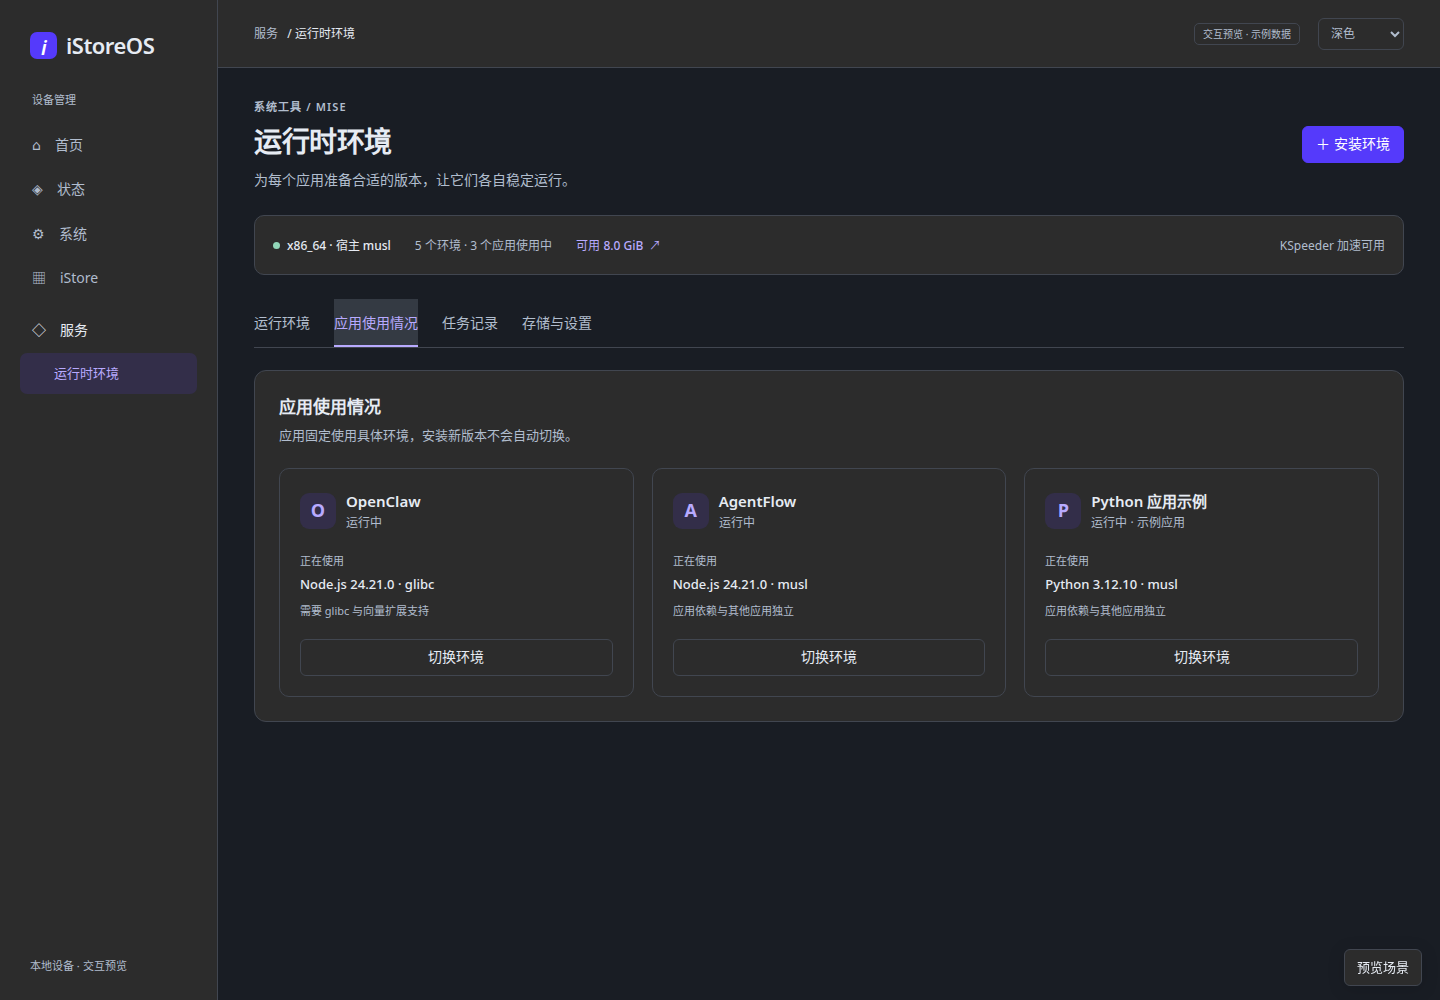 i iStoreOS
设备管理
⌂ 首页
◈ 状态
⚙ 系统
▦ iStore
◇ 服务
运行时环境
本地设备 · 交互预览
服务 / 运行时环境
交互预览 · 示例数据
深色
系统工具 / MISE
运行时环境
为每个应用准备合适的版本，让它们各自稳定运行。
＋ 安装环境
x86_64 · 宿主 musl 5 个环境 · 3 个应用使用中 可用 8.0 GiB ↗ KSpeeder 加速可用
运行环境 应用使用情况 任务记录 存储与设置
应用使用情况
应用固定使用具体环境，安装新版本不会自动切换。
O OpenClaw
运行中
正在使用
Node.js 24.21.0 · glibc
需要 glibc 与向量扩展支持
切换环境
A AgentFlow
运行中
正在使用
Node.js 24.21.0 · musl
应用依赖与其他应用独立
切换环境
P Python 应用示例
运行中 · 示例应用
正在使用
Python 3.12.10 · musl
应用依赖与其他应用独立
切换环境
预览场景